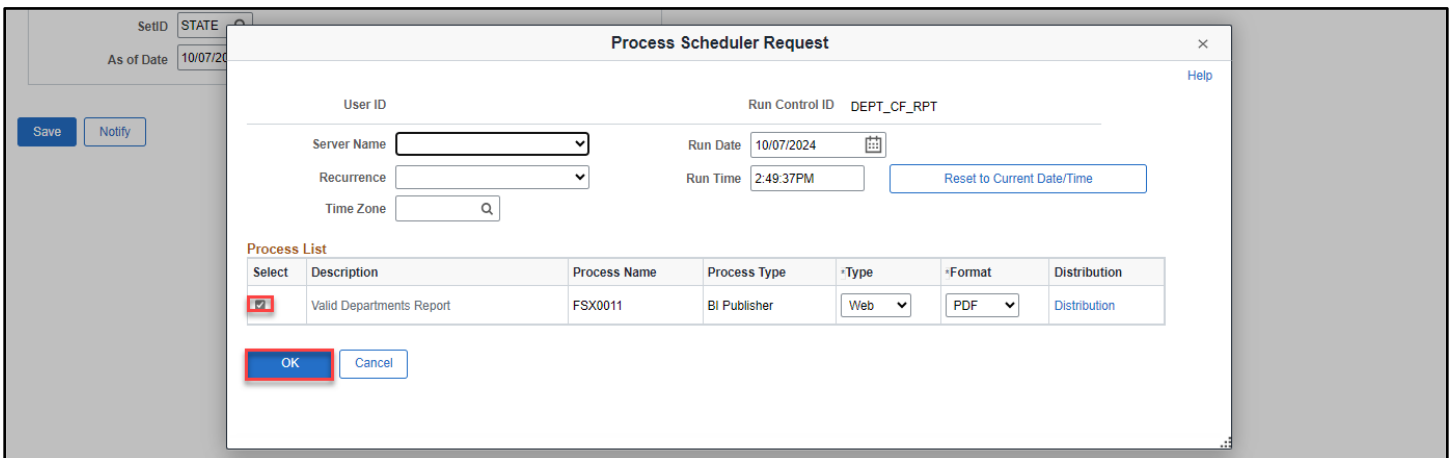 SetID STATE
As of Date 10/07/20
Save Notify
Process Scheduler Request ×
Help
User ID Run Control ID DEPT_CF_RPT
Server Name Run Date 10/07/2024
Recurrence Run Time 2:49:37PM Reset to Current Date/Time
Time Zone
Process List
Select Description Process Name Process Type *Type *Format Distribution
Valid Departments Report FSX0011 BI Publisher Web PDF Distribution
OK Cancel